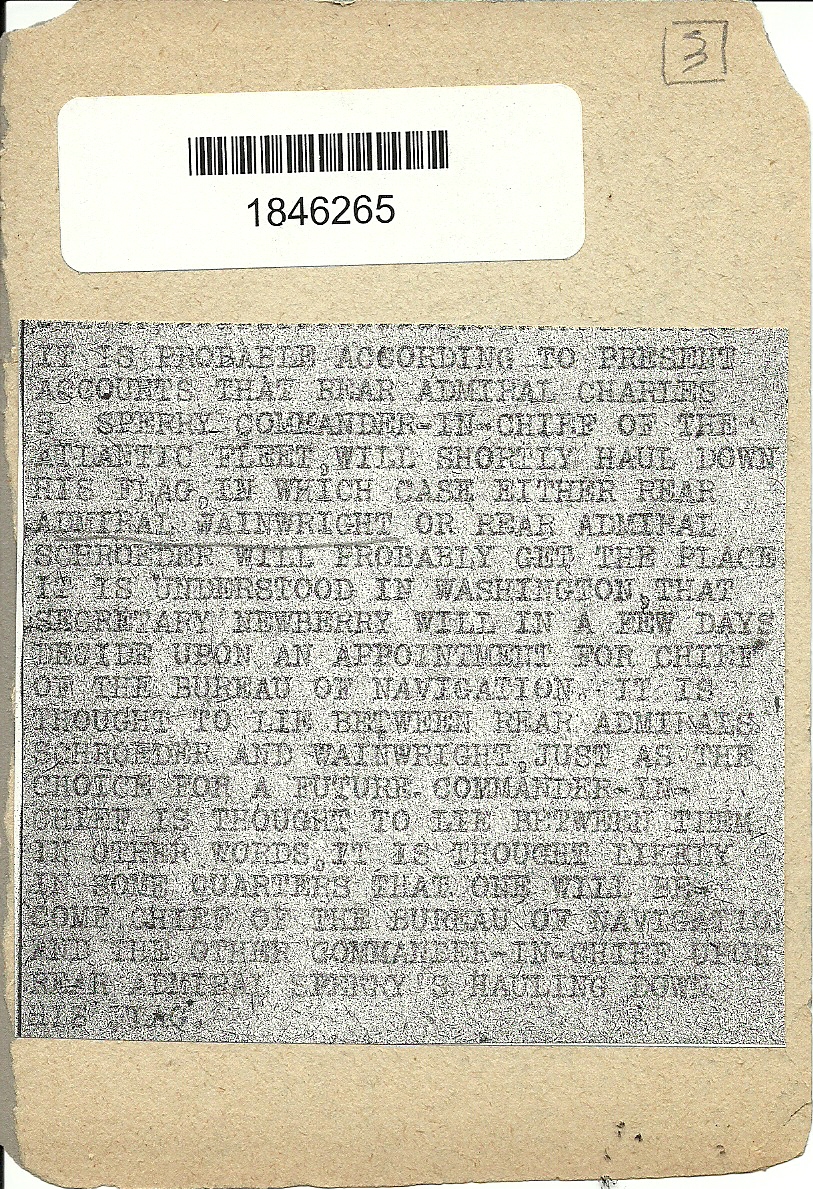 3
1846265
IT IS PROBABLE ACCORDING TO PRESENT
ACCOUNTS THAT REAR ADMIRAL CHARLES
S SPERRY COMMANDER-IN-CHIEF OF THE
ATLANTIC FLEET,WILL SHORTLY HAUL DOWN
HIS FLAG,IN WHICH CASE EITHER REAR
ADMIRAL WAINWRIGHT OR REAR ADMIRAL
SCHROEDER WILL PROBABLY GET THE PLACE
IT IS UNDERSTOOD IN WASHINGTON,THAT
SECRETARY NEWBERRY WILL IN A FEW DAYS
DECIDE UPON AN APPOINTMENT FOR CHIEF
OF THE BUREAU OF NAVIGATION. IT IS
THOUGHT TO LIE BETWEEN REAR ADMIRALS
SCHROEDER AND WAINWRIGHT,JUST AS THE
CHOICE FOR A FUTURE COMMANDER-IN-
CHIEF IS THOUGHT TO LIE BETWEEN THEM
IN OTHER WORDS,IT IS THOUGHT LIKELY
IN SOME QUARTERS THAT ONE WILL BE-
COME CHIEF OF THE BUREAU OF NAVIGATION
AND THE OTHER COMMANDER-IN-CHIEF UPON
REAR ADMIRAL SPERRY'S HAULING DOWN
HIS FLAG.